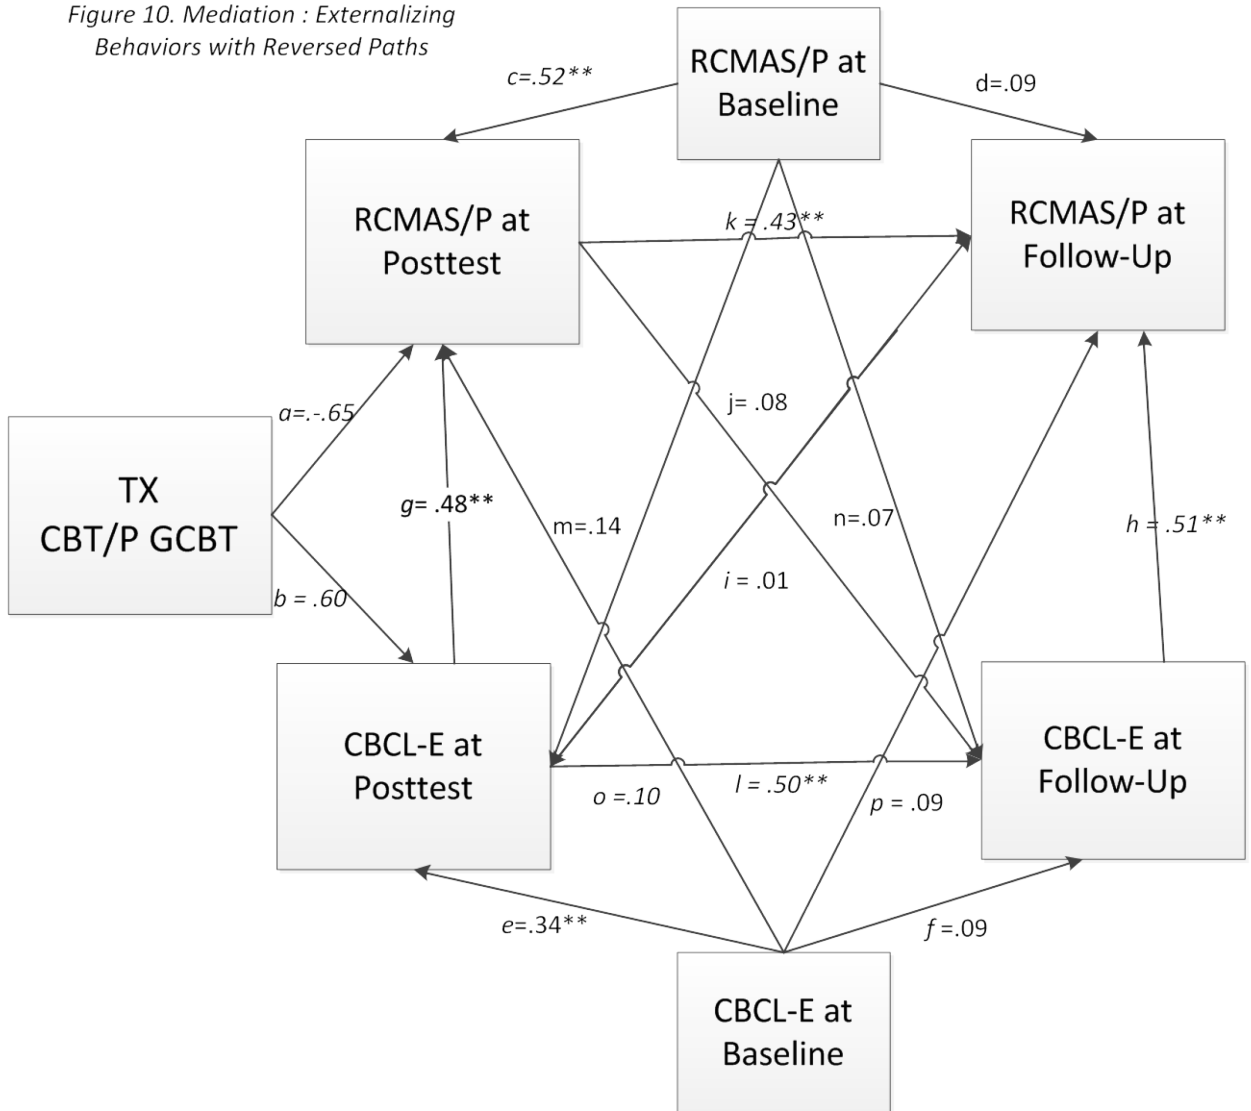 Figure 10. Mediation : Externalizing
Behaviors with Reversed Paths
RCMAS/P at
Baseline
c=.52**
d=.09
RCMAS/P at
Posttest
RCMAS/P at
Follow-Up
k = .43**
a=.-.65
j= .08
TX
CBT/P GCBT
g= .48**
m=.14
n=.07
h = .51**
i = .01
b = .60
CBCL-E at
Posttest
CBCL-E at
Follow-Up
o =.10
l = .50**
p = .09
e=.34**
f =.09
CBCL-E at
Baseline